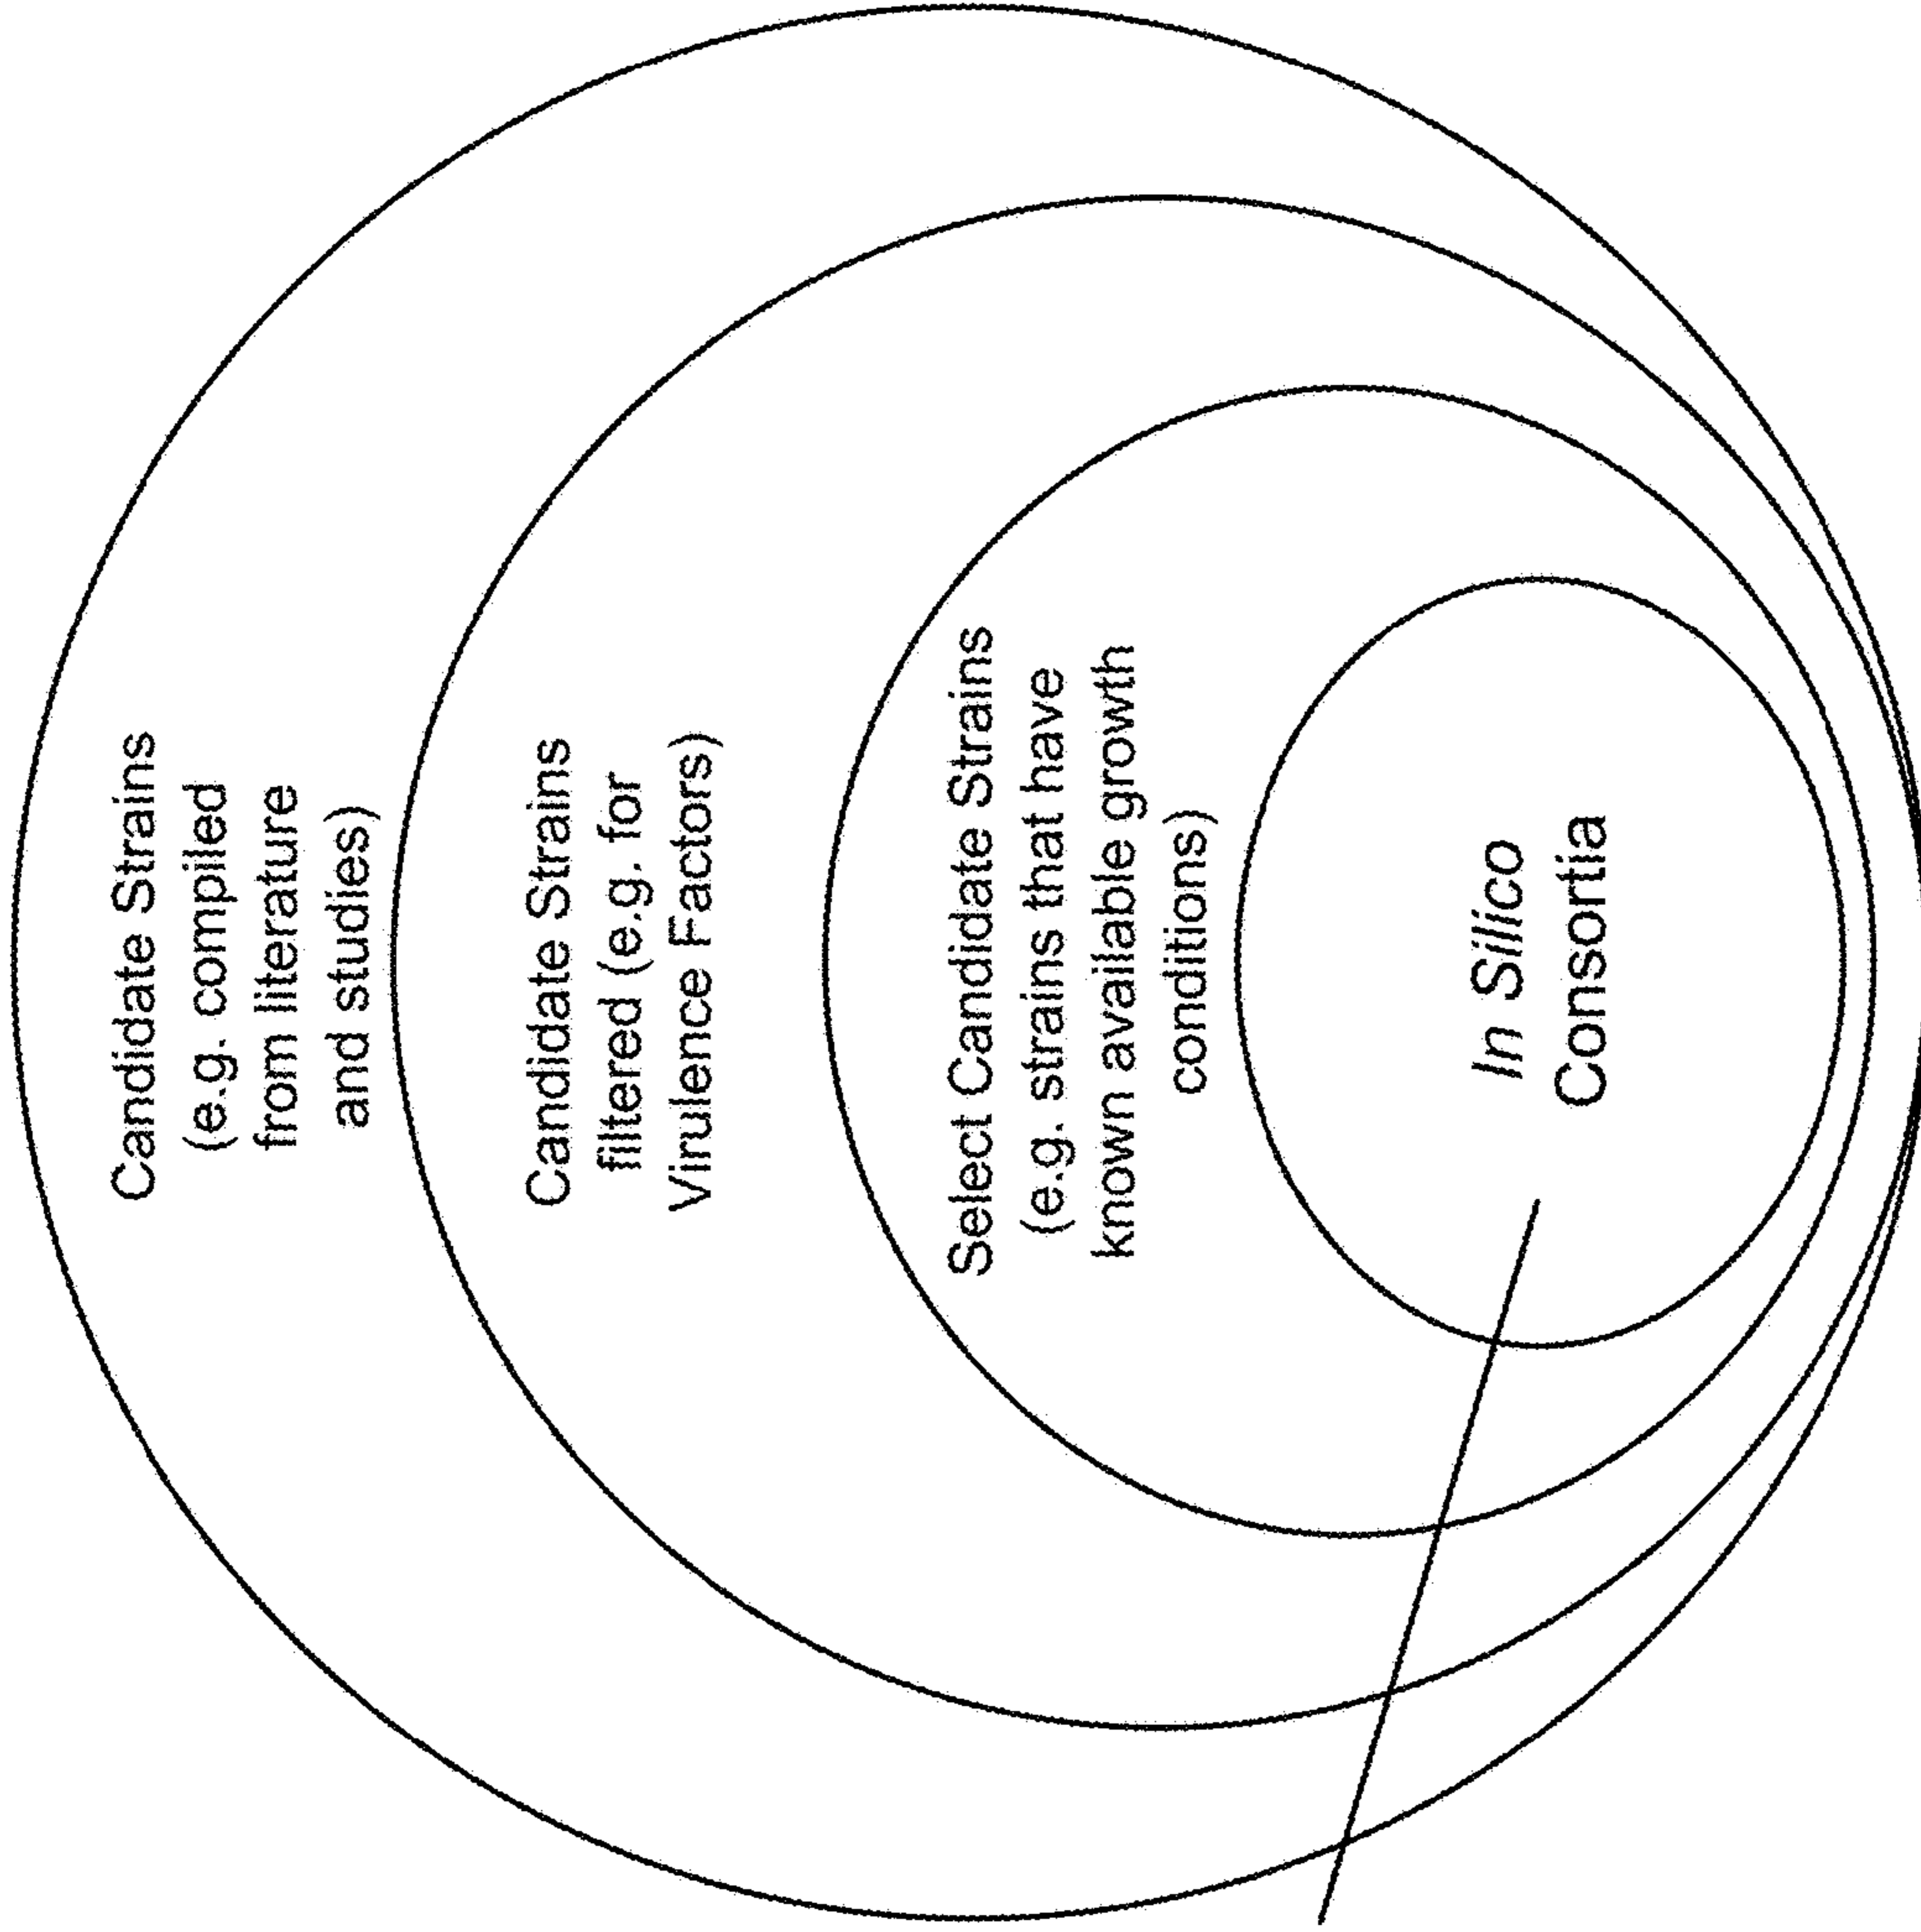 Candidate Strains
(e.g. compiled
from literature
and studies)
Candidate Strains
filtered (e.g. for
Virulence Factors)
Select Candidate Strains
(e.g. strains that have
known available growth
conditions)
In Silico
Consortia